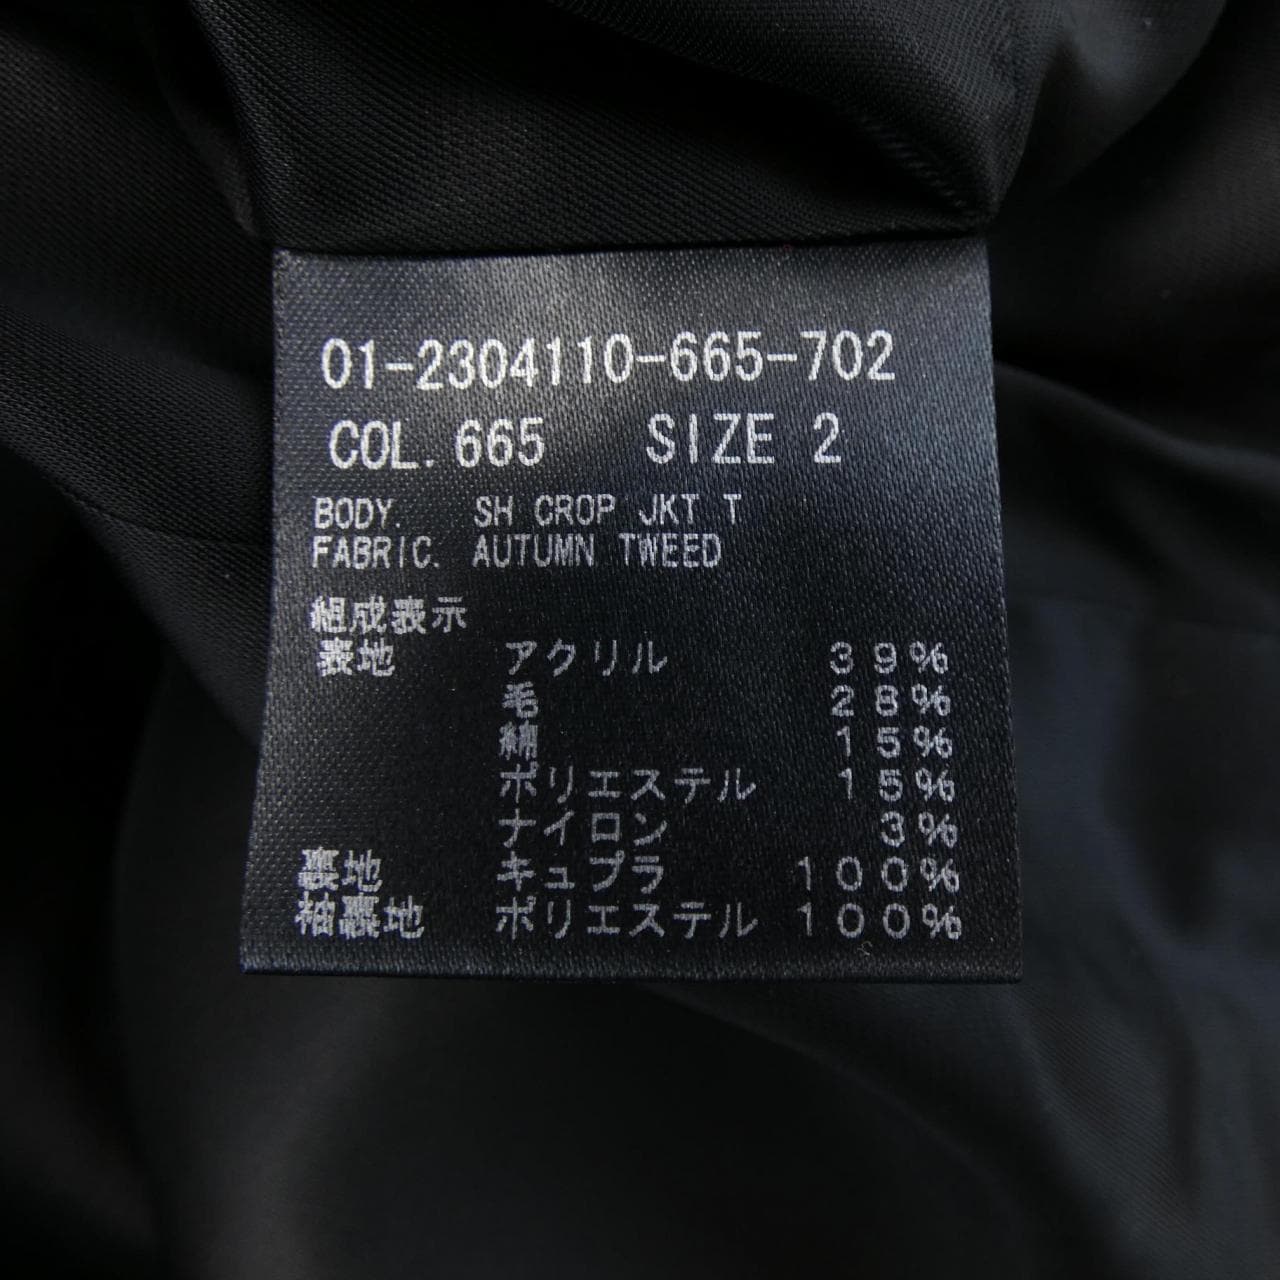 01-2304110-665-702
COL. 665 SIZE 2
BODY. SH CROP JKT T
FABRIC. AUTUMN TWEED
組成表示
表地 アクリル 39%
毛 28%
綿 15%
ポリエステル 15%
ナイロン 3%
裏地 キュプラ 100%
袖裏地 ポリエステル 100%